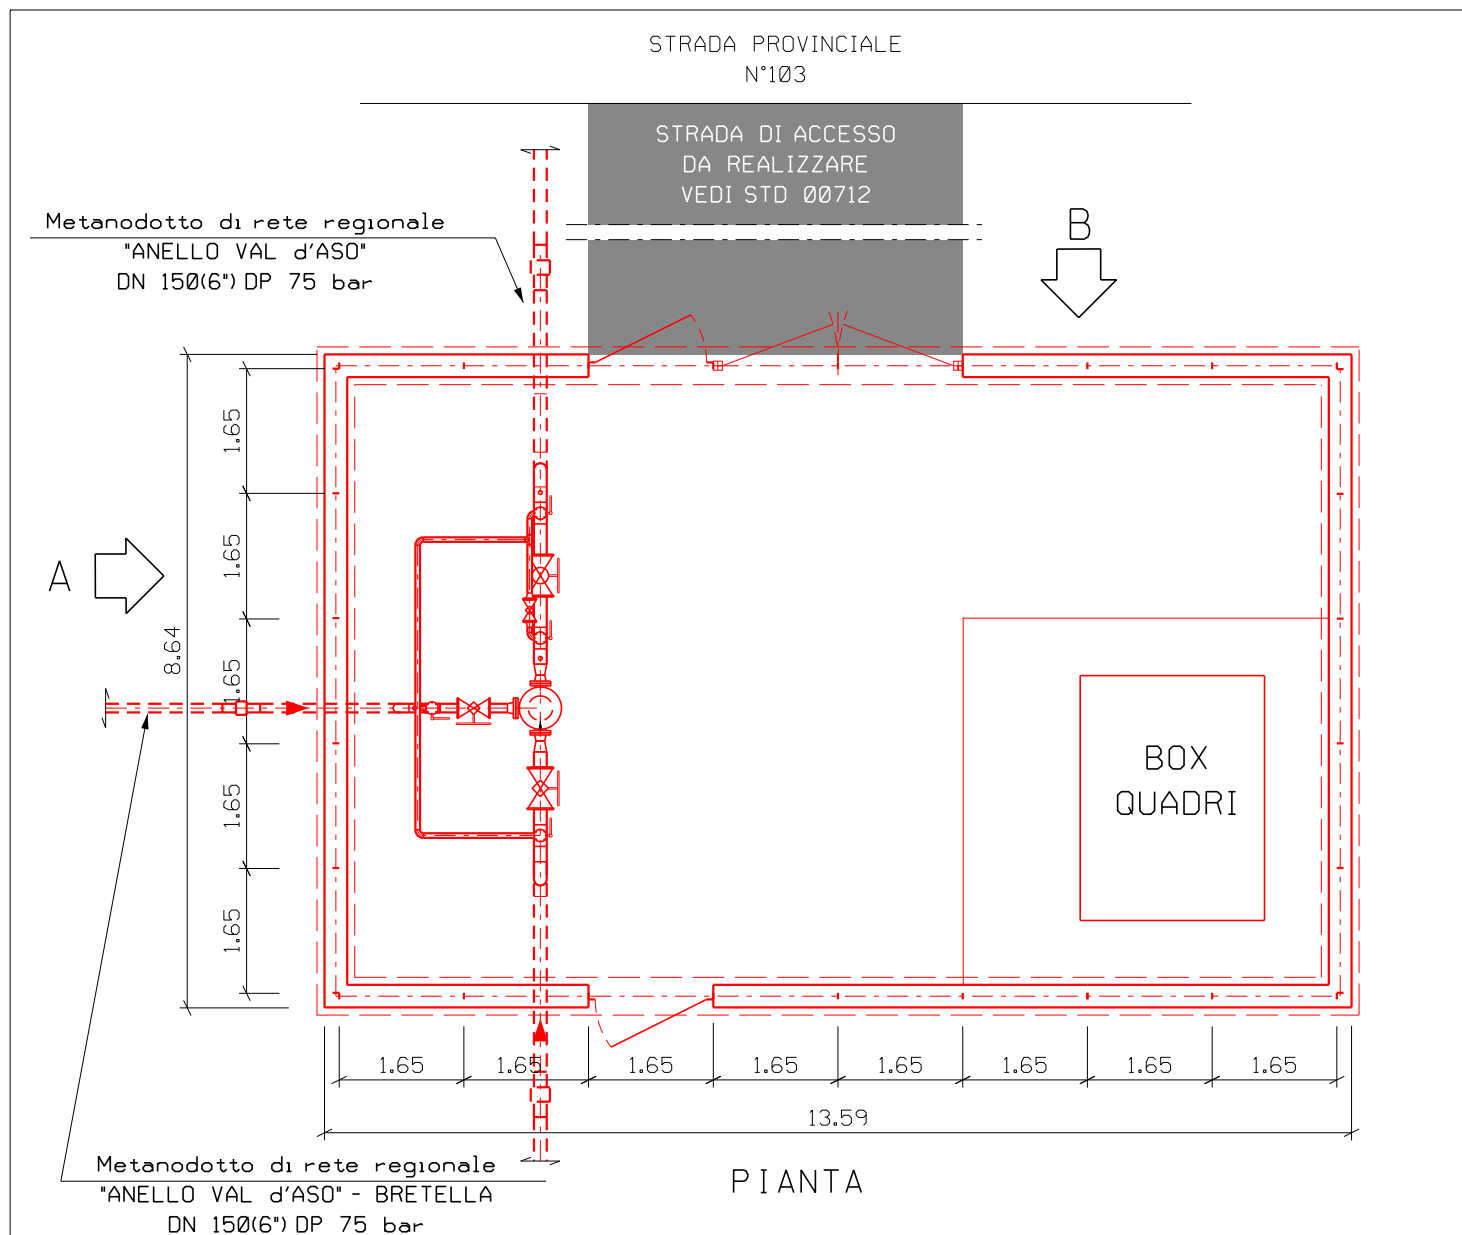 STRADA PROVINCIALE
N°103
STRADA DI ACCESSO
DA REALIZZARE
VEDI STD 00712
Metanodotto di rete regionale
"ANELLO VAL d'ASO"
DN 150(6") DP 75 bar
B
A
1.65
1.65
1.65
1.65
1.65
8.64
BOX
QUADRI
1.65
1.65
1.65
1.65
1.65
1.65
1.65
1.65
13.59
Metanodotto di rete regionale
"ANELLO VAL d'ASO" - BRETELLA
DN 150(6") DP 75 bar
PIANTA